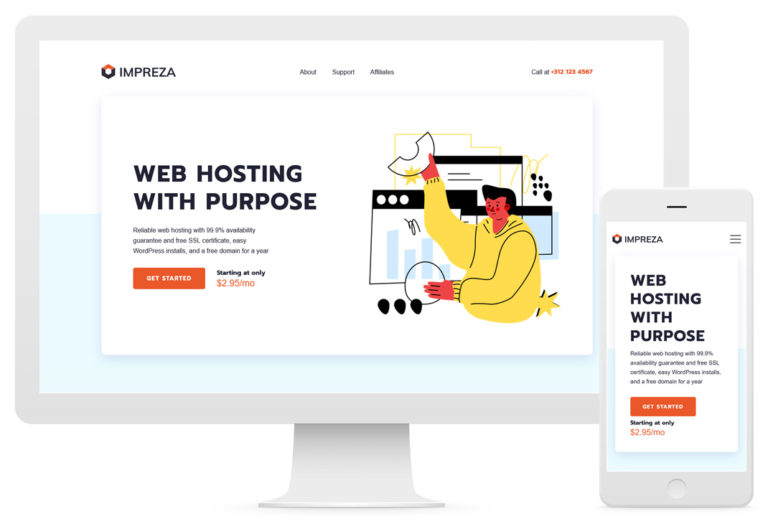 IMPREZA
About Support Affiliates
Call at +312 123 4567
WEB HOSTING
WITH PURPOSE
Reliable web hosting with 99.9% availability
guarantee and free SSL certificate, easy
WordPress installs, and a free domain for a year
GET STARTED
Starting at only
$2.95/mo
IMPREZA
WEB
HOSTING
WITH
PURPOSE
Reliable web hosting with 99.9%
availability guarantee and free SSL
certificate, easy WordPress installs,
and a free domain for a year
GET STARTED
Starting at only
$2.95/mo